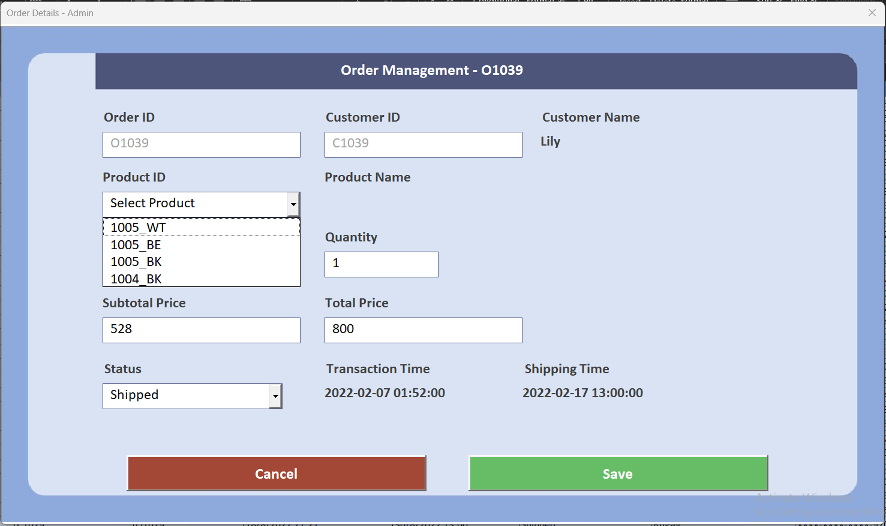 Order Details - Admin
Order Management - O1039
Order ID
Customer ID
Customer Name
O1039
C1039
Lily
Product ID
Product Name
Select Product
1005_WT
1005_BE
1005_BK
1004_BK
Quantity
1
Subtotal Price
Total Price
528
800
Status
Transaction Time
Shipping Time
Shipped
2022-02-07 01:52:00
2022-02-17 13:00:00
Cancel
Save